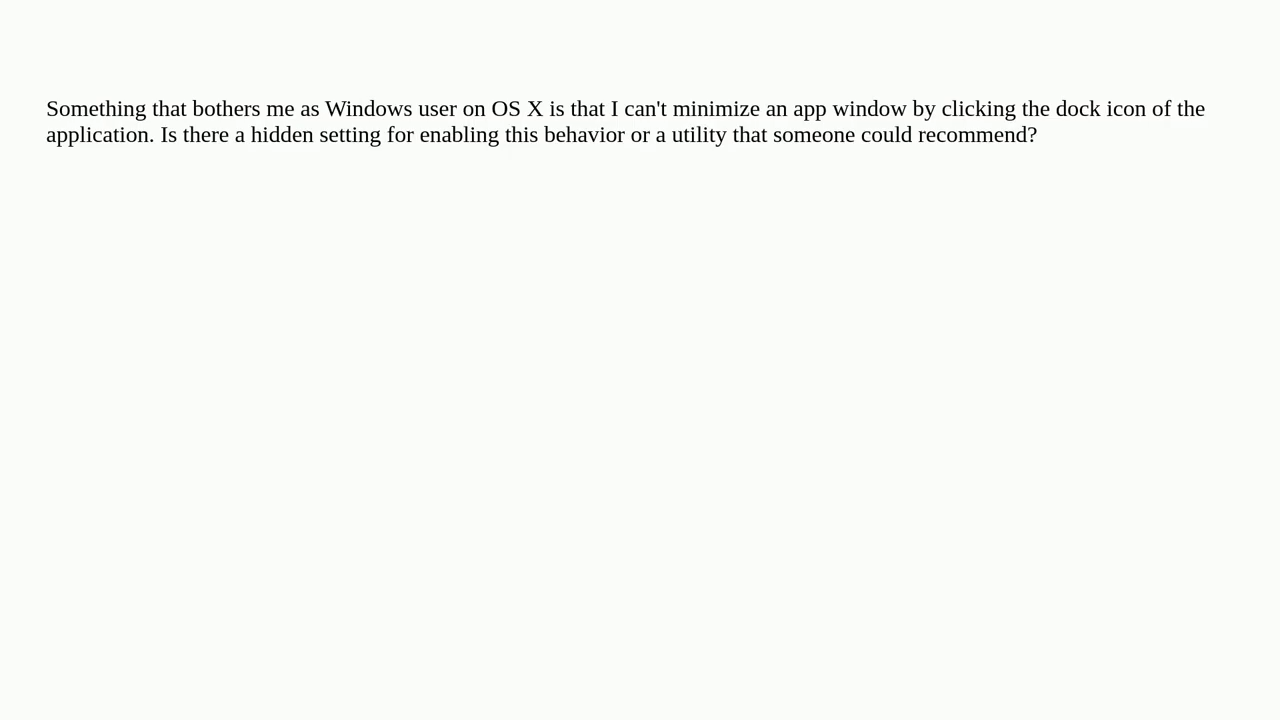 Something that bothers me as Windows user on OS X is that I can't minimize an app window by clicking the dock icon of the
application. Is there a hidden setting for enabling this behavior or a utility that someone could recommend?